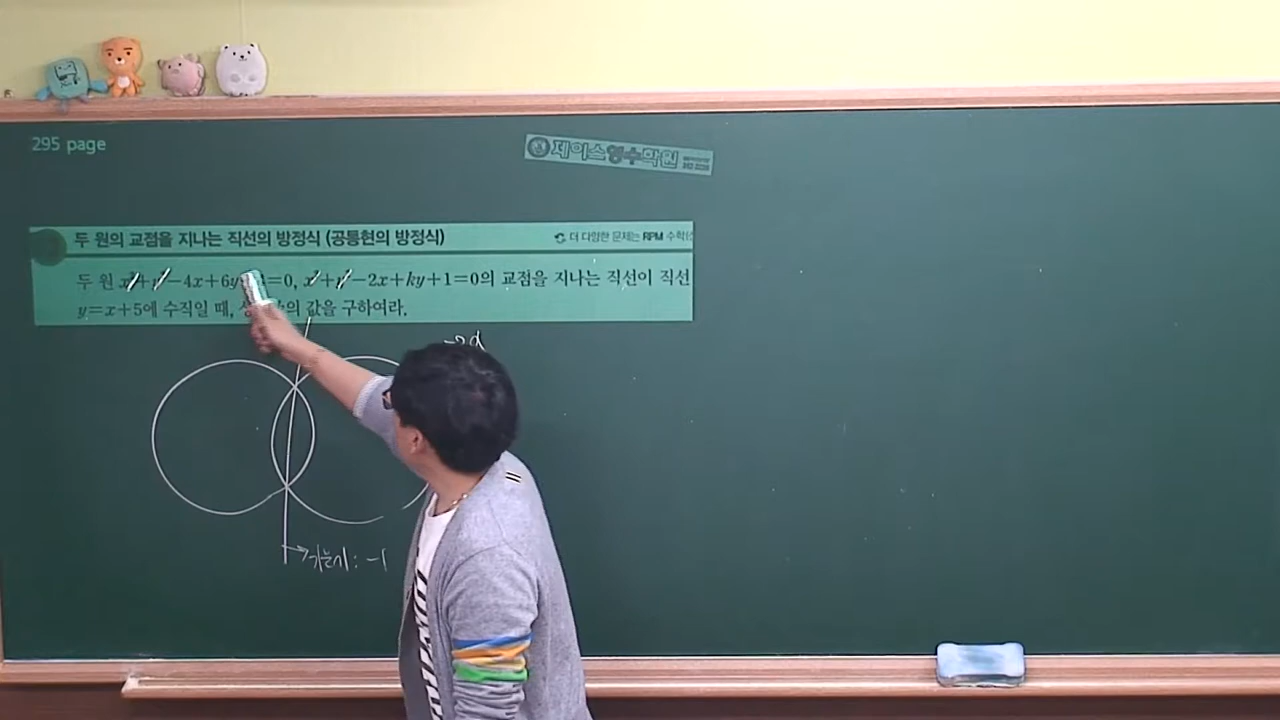 295 page
제이스영수학원
두 원의 교점을 지나는 직선의 방정식 (공통현의 방정식)
더 다양한 문제는 RPM 수학(
두 원 x²+y²-4x+6y =0, x²+y²-2x+ky+1=0의 교점을 지나는 직선이 직선
y=x+5에 수직일 때, 의 값을 구하여라.
-2x
기울기 : -1